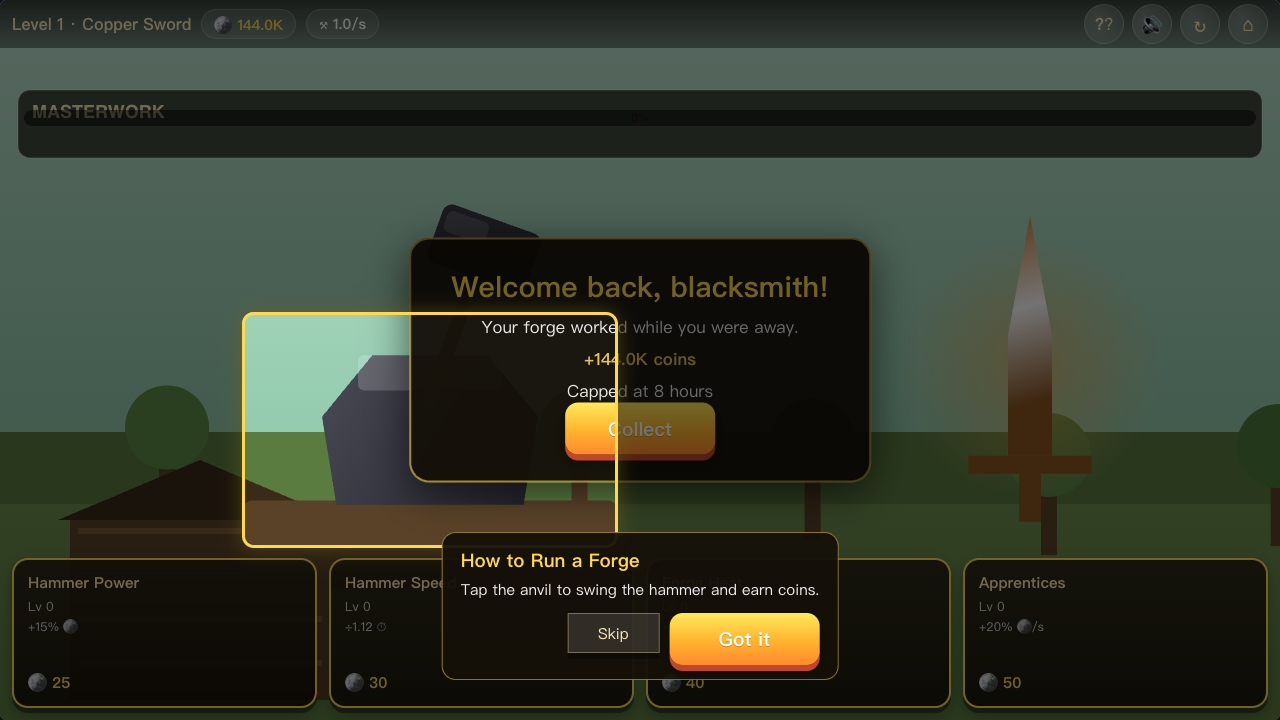 Level 1 · Copper Sword
144.0K
1.0/s
??
MASTERWORK
Welcome back, blacksmith!
Your forge worked while you were away.
+144.0K coins
Capped at 8 hours
Collect
How to Run a Forge
Tap the anvil to swing the hammer and earn coins.
Skip
Got it
Hammer Power
Lv 0
+15%
25
Hammer Speed
Lv 0
÷1.12
30
40
Apprentices
Lv 0
+20% /s
50